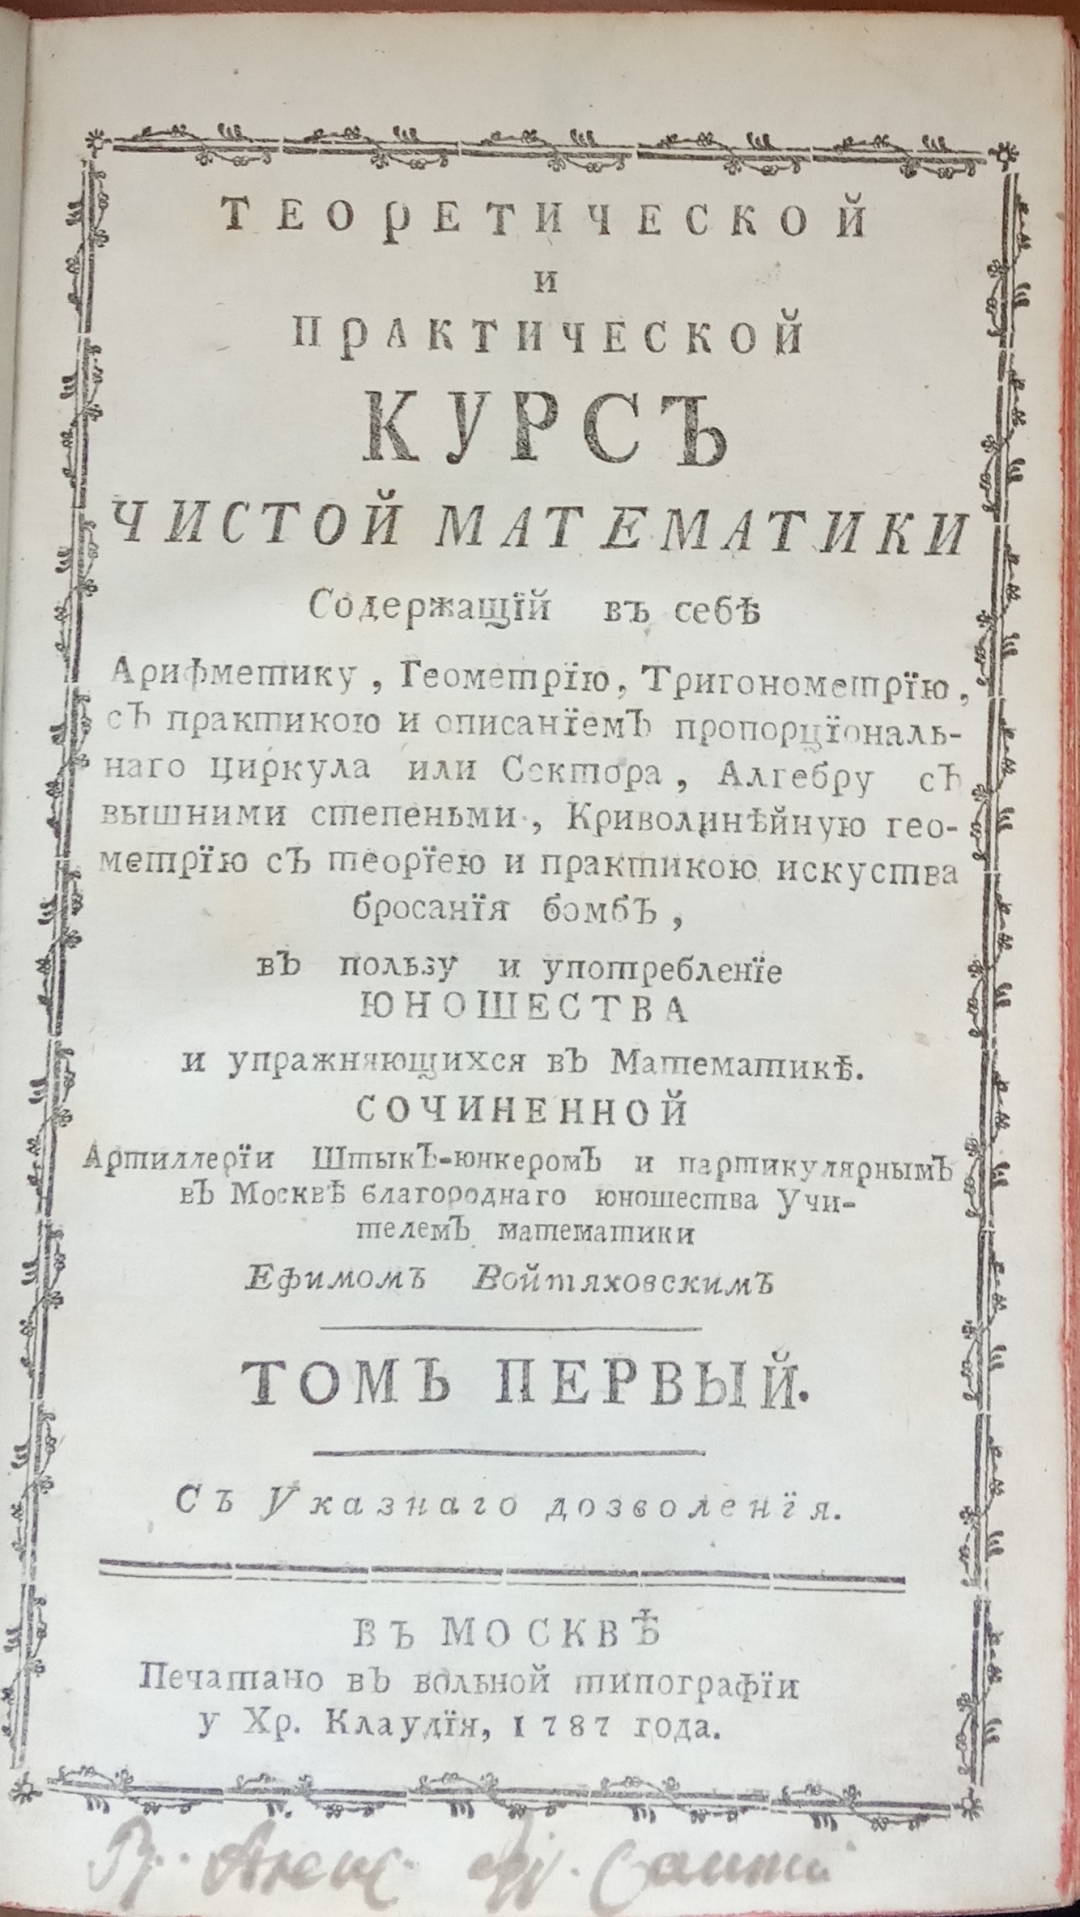 ТЕОРЕТИЧЕСКОЙ
и
ПРАКТИЧЕСКОЙ
КУРСЪ
ЧИСТОЙ МАТЕМАТИКИ
Содержащїй въ себѣ
Арифметику, Геометрїю, Тригонометрїю,
съ практикою и описанїемъ пропорцїональ-
наго циркула или Сектора, Алгебру съ
вышними степеньми, Криволинѣйную гео-
метрїю съ теорїею и практикою искуства
бросанїя бомбъ,
въ пользу и употребленїе
ЮНОШЕСТВА
и упражняющихся въ Математикѣ.
СОЧИНЕННОЙ
Артиллерїи Штыкъ-юнкеромъ и партикулярнымъ
въ Москвѣ благороднаго юношества Учи-
телемъ математики
Ефимомъ Войтяховскимъ
ТОМЪ ПЕРВЫЙ.
Съ Указнаго дозволенїя.
ВЪ МОСКВѢ
Печатано въ вольной типографїи
у Хр. Клаудїя, 1787 года.